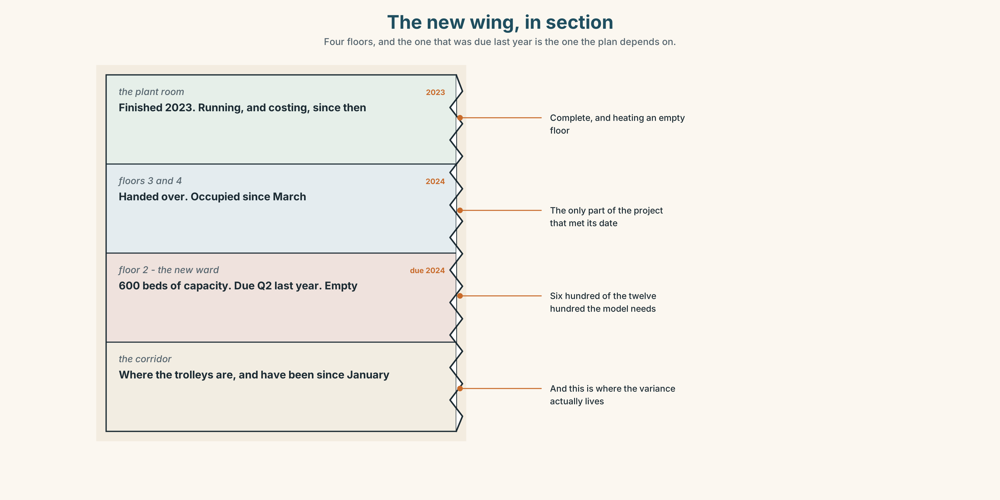 The new wing, in section
Four floors, and the one that was due last year is the one the plan depends on.
the plant room
2023
Finished 2023. Running, and costing, since then
Complete, and heating an empty
floor
floors 3 and 4
2024
Handed over. Occupied since March
The only part of the project
that met its date
floor 2 - the new ward
due 2024
600 beds of capacity. Due Q2 last year. Empty
Six hundred of the twelve
hundred the model needs
the corridor
Where the trolleys are, and have been since January
And this is where the variance
actually lives